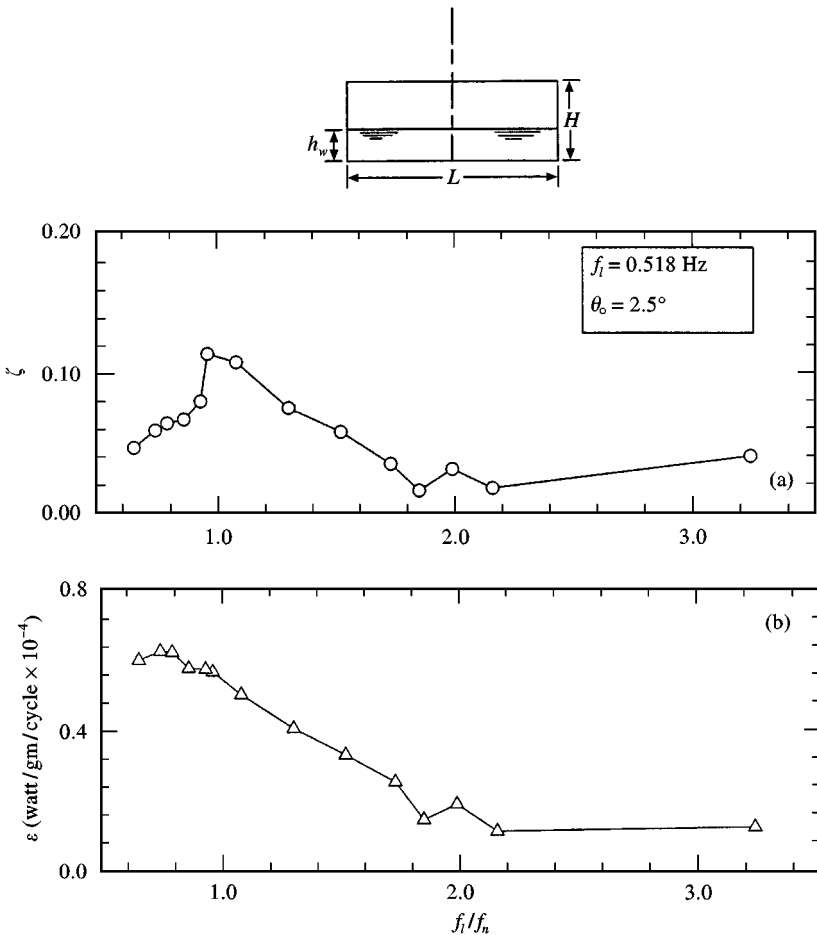 H
h_w
L
0.20
f_l = 0.518 Hz
θ_o = 2.5°
ζ
0.10
(a)
0.00
1.0 2.0 3.0
0.8
(b)
ε (watt/gm/cycle × 10⁻⁴)
0.4
0.0
1.0 2.0 3.0
f_l/f_n